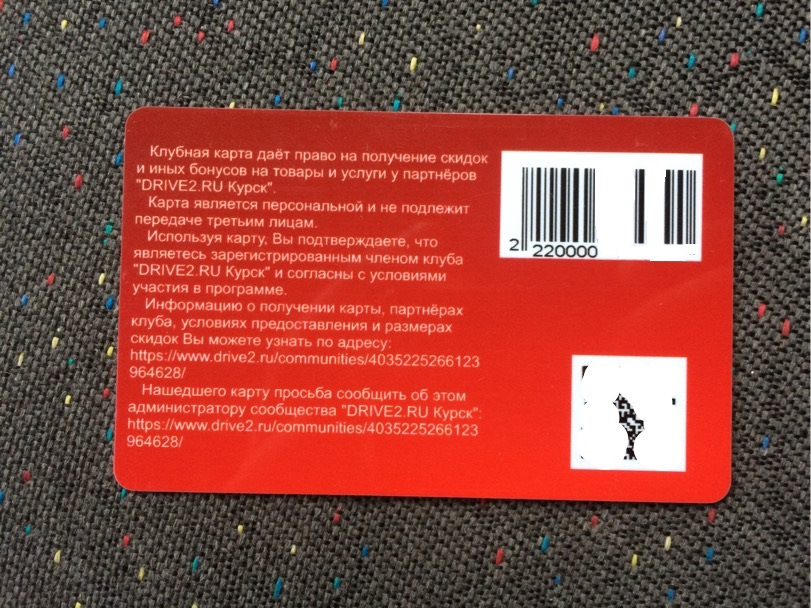 Клубная карта даёт право на получение скидок
и иных бонусов на товары и услуги у партнёров
"DRIVE2.RU Курск".
Карта является персональной и не подлежит
передаче третьим лицам.
Используя карту, Вы подтверждаете, что
являетесь зарегистрированным членом клуба
"DRIVE2.RU Курск" и согласны с условиями
участия в программе.
Информацию о получении карты, партнёрах
клуба, условиях предоставления и размерах
скидок Вы можете узнать по адресу:
https://www.drive2.ru/communities/4035225266123
964628/
Нашедшего карту просьба сообщить об этом
администратору сообщества "DRIVE2.RU Курск":
https://www.drive2.ru/communities/4035225266123
964628/
2 220000